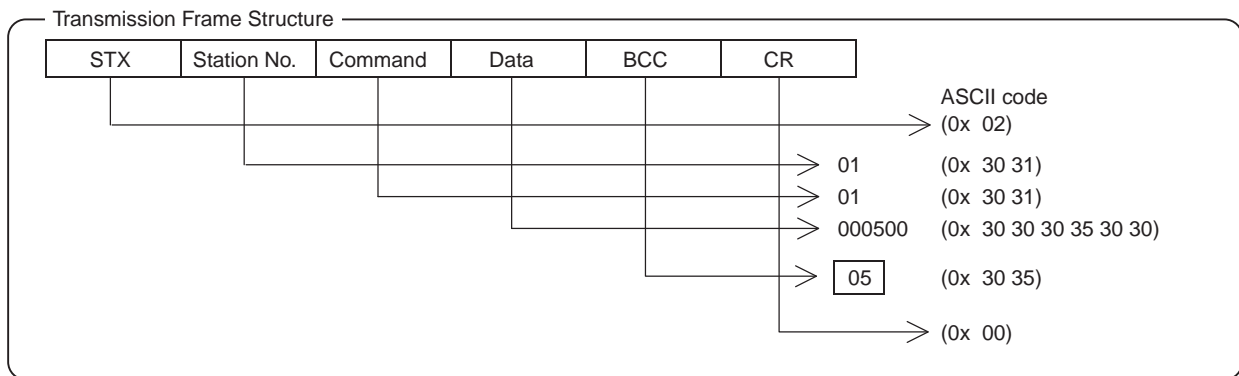 Transmission Frame Structure
STX Station No. Command Data BCC CR
ASCII code
(0x 02)
01 (0x 30 31)
01 (0x 30 31)
000500 (0x 30 30 30 35 30 30)
05 (0x 30 35)
(0x 00)